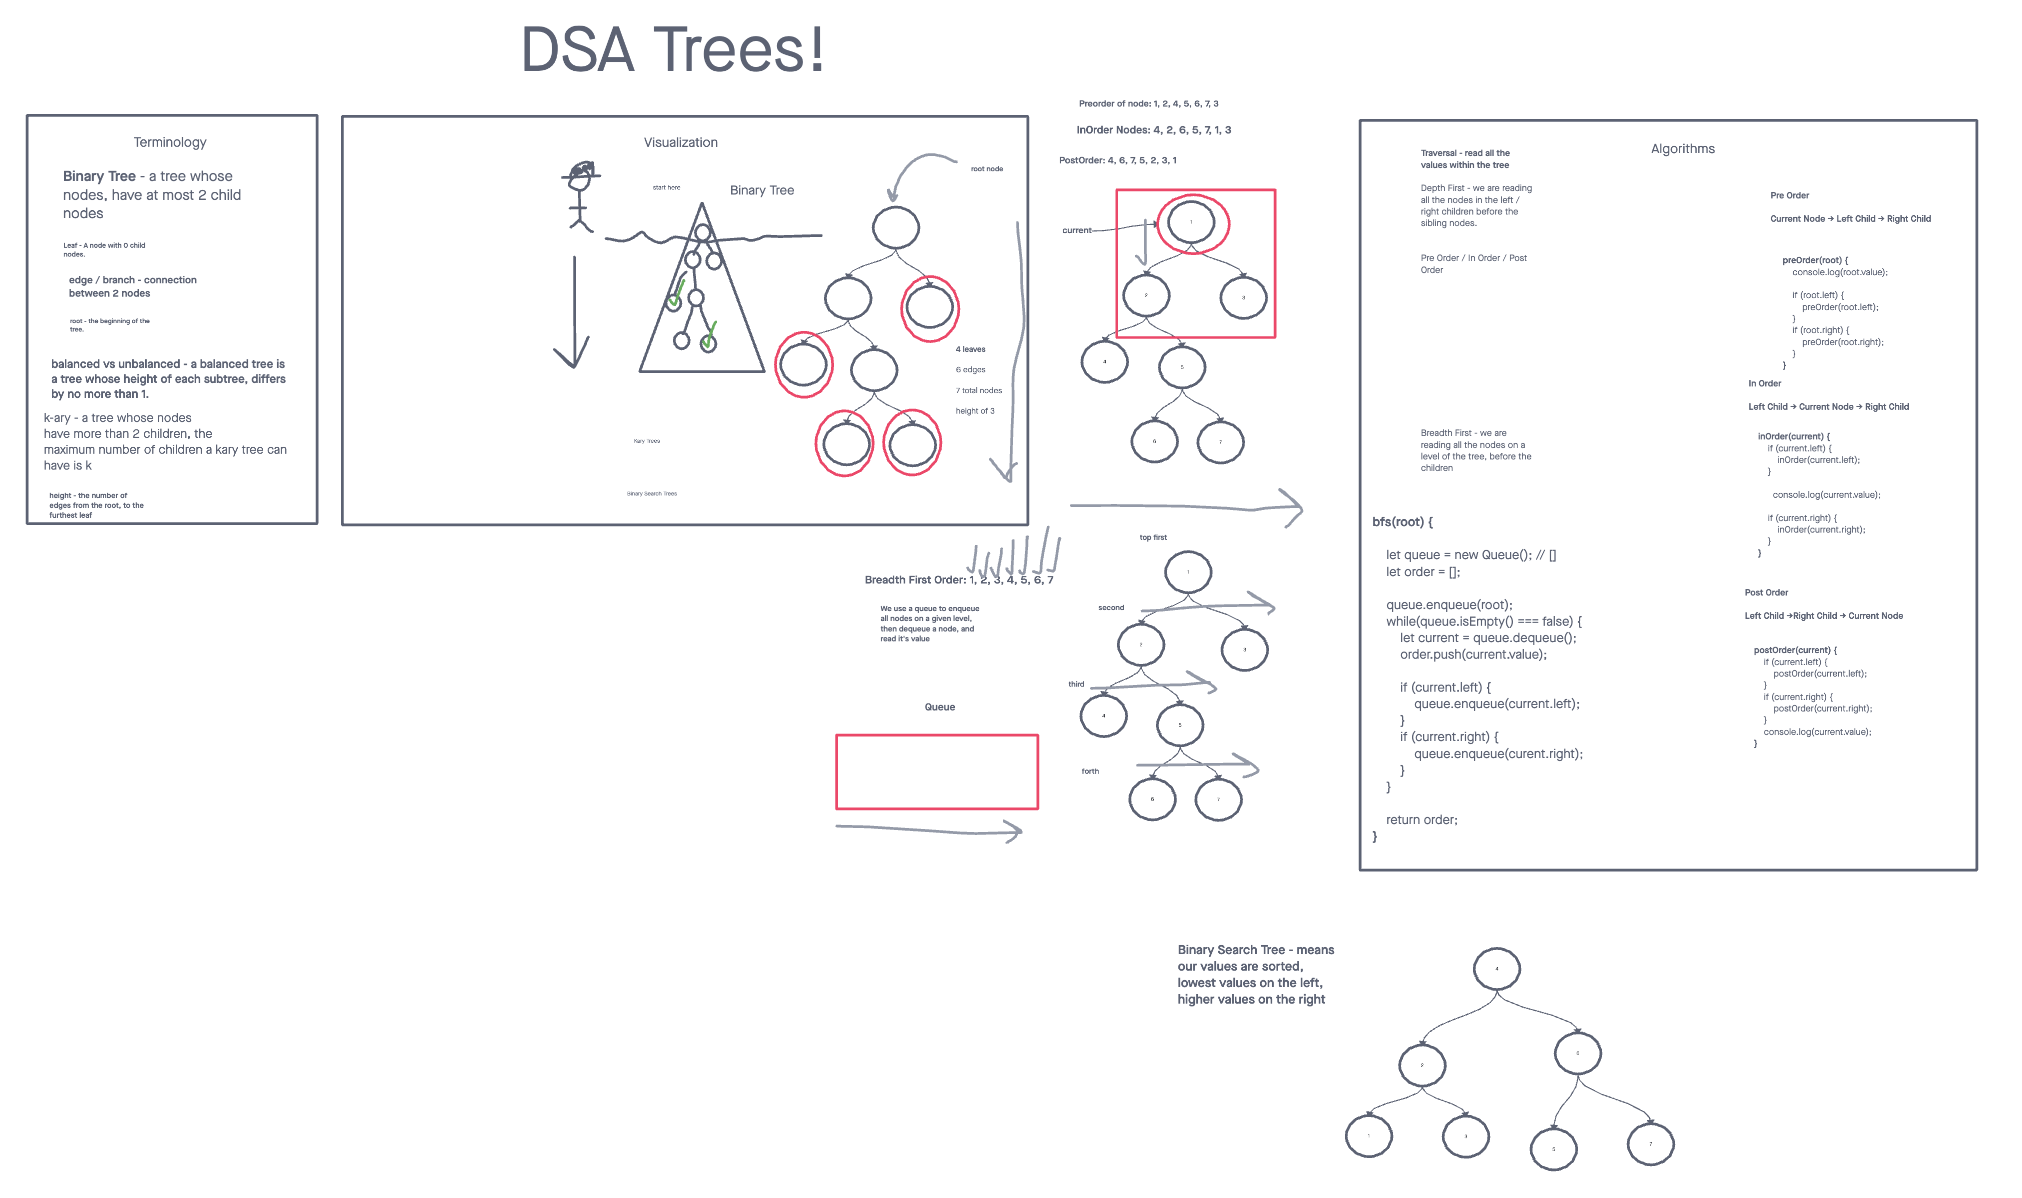 DSA Trees!
Terminology
Binary Tree - a tree whose
nodes, have at most 2 child
nodes
Leaf - A node with 0 child
nodes.
edge / branch - connection
between 2 nodes
root - the beginning of the
tree.
balanced vs unbalanced - a balanced tree is
a tree whose height of each subtree, differs
by no more than 1.
k-ary - a tree whose nodes
have more than 2 children, the
maximum number of children a kary tree can
have is k
height - the number of
edges from the root, to the
furthest leaf
Visualization
start here
Binary Tree
root node
4 leaves
6 edges
7 total nodes
height of 3
Kary Trees
Binary Search Trees
Preorder of node: 1, 2, 4, 5, 6, 7, 3
InOrder Nodes: 4, 2, 6, 5, 7, 1, 3
PostOrder: 4, 6, 7, 5, 2, 3, 1
current
1
2
3
4
5
6
7
Breadth First Order: 1, 2, 3, 4, 5, 6, 7
We use a queue to enqueue
all nodes on a given level,
then dequeue a node, and
read it's value
Queue
top first
1
second
2
3
third
4
5
forth
6
7
Algorithms
Traversal - read all the
values within the tree
Depth First - we are reading
all the nodes in the left /
right children before the
sibling nodes.
Pre Order / In Order / Post
Order
Breadth First - we are
reading all the nodes on a
level of the tree, before the
children
bfs(root) {
let queue = new Queue(); // []
let order = [];
queue.enqueue(root);
while(queue.isEmpty() === false) {
let current = queue.dequeue();
order.push(current.value);
if (current.left) {
queue.enqueue(current.left);
}
if (current.right) {
queue.enqueue(curent.right);
}
}
return order;
}
Pre Order
Current Node → Left Child → Right Child
preOrder(root) {
console.log(root.value);
if (root.left) {
preOrder(root.left);
}
if (root.right) {
preOrder(root.right);
}
}
In Order
Left Child → Current Node → Right Child
inOrder(current) {
if (current.left) {
inOrder(current.left);
}
console.log(current.value);
if (current.right) {
inOrder(current.right);
}
}
Post Order
Left Child →Right Child → Current Node
postOrder(current) {
if (current.left) {
postOrder(current.left);
}
if (current.right) {
postOrder(current.right);
}
console.log(current.value);
}
Binary Search Tree - means
our values are sorted,
lowest values on the left,
higher values on the right
4
2
6
1
3
5
7